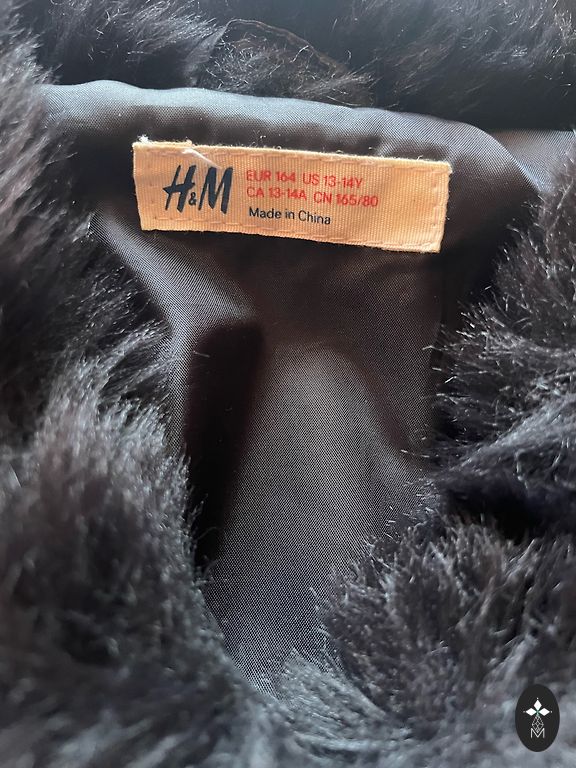 H&M
EUR 164 US 13-14Y
CA 13-14A CN 165/80
Made in China
M